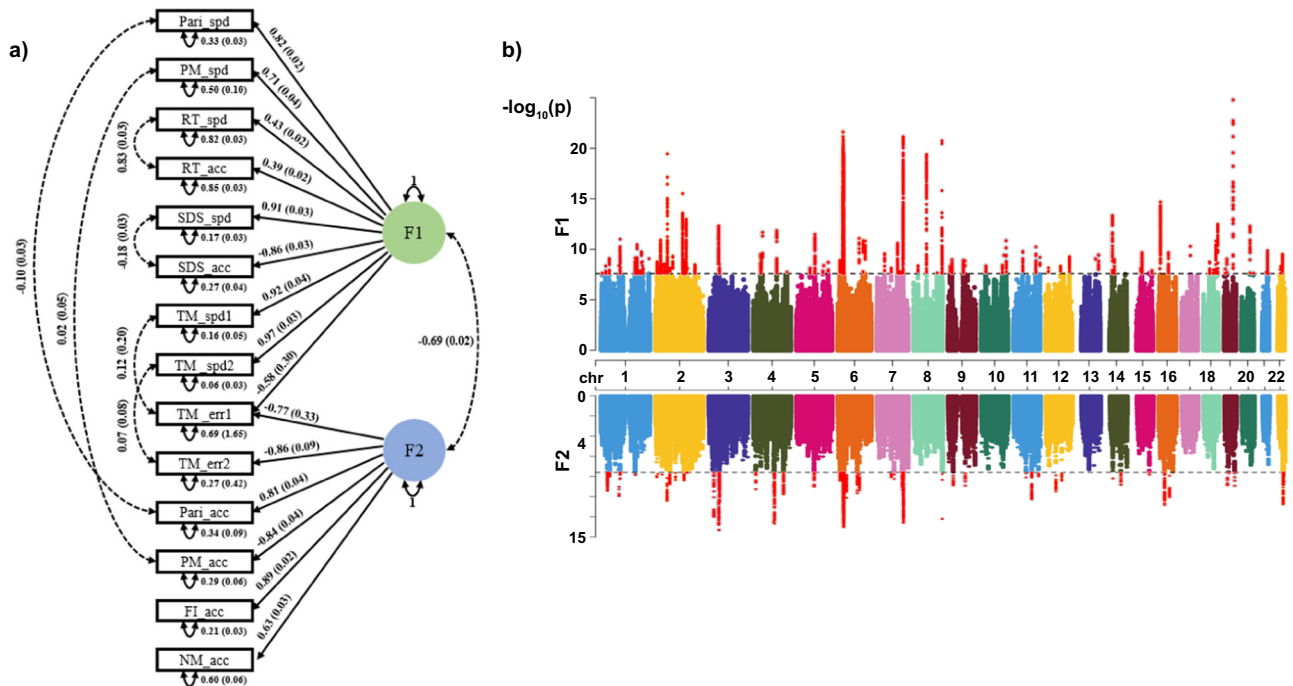 a)
Pari_spd
0.33 (0.03)
PM_spd
0.50 (0.10)
RT_spd
0.82 (0.03)
RT_acc
0.85 (0.03)
SDS_spd
0.17 (0.03)
SDS_acc
0.27 (0.04)
TM_spd1
0.16 (0.05)
TM_spd2
0.06 (0.03)
TM_err1
0.69 (1.65)
TM_err2
0.27 (0.42)
Pari_acc
0.34 (0.09)
PM_acc
0.29 (0.06)
FI_acc
0.21 (0.03)
NM_acc
0.60 (0.06)
-0.10 (0.03)
0.02 (0.05)
0.83 (0.03)
-0.18 (0.03)
0.12 (0.20)
0.07 (0.08)
0.82 (0.02)
0.71 (0.04)
0.43 (0.02)
0.39 (0.02)
0.91 (0.03)
-0.86 (0.03)
0.92 (0.04)
0.97 (0.03)
-0.58 (0.30)
-0.77 (0.33)
-0.86 (0.09)
0.81 (0.04)
-0.84 (0.04)
0.89 (0.02)
0.63 (0.03)
1
F1
-0.69 (0.02)
F2
1
b)
-log10(p)
F1
20
15
10
5
0
chr 1 2 3 4 5 6 7 8 9 10 11 12 13 14 15 16 18 20 22
F2
0
4
15